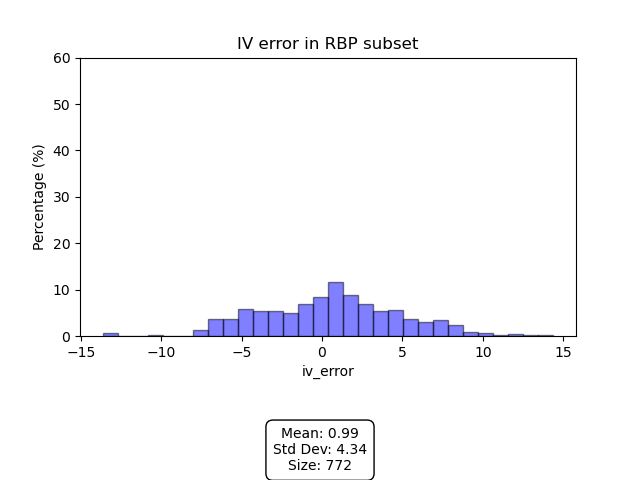 IV error in RBP subset
60
50
40
30
20
10
0
Percentage (%)
−15
−10
−5
0
5
10
15
iv_error
Mean: 0.99
Std Dev: 4.34
Size: 772